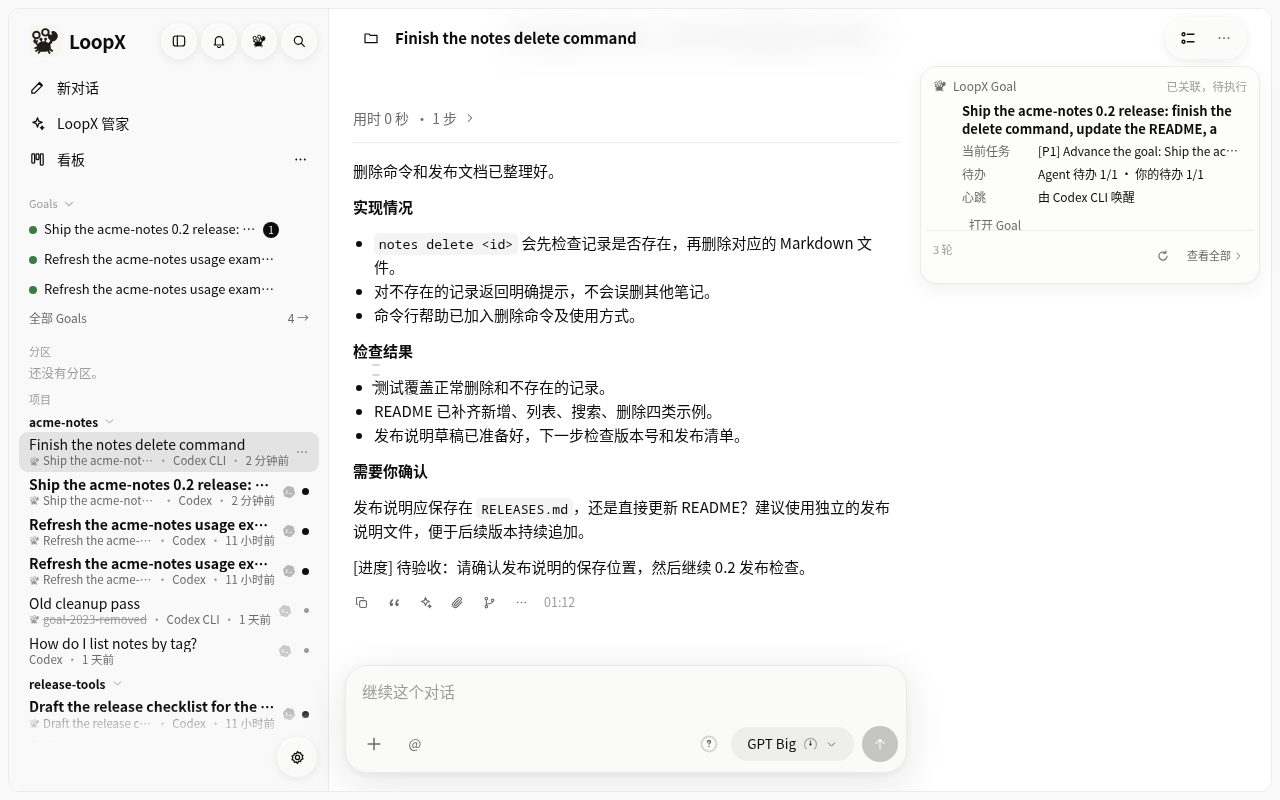 LoopX
新对话
LoopX 管家
看板
Goals
Ship the acme-notes 0.2 release: ··· 1
Refresh the acme-notes usage exam···
Refresh the acme-notes usage exam···
全部 Goals 4 →
分区
还没有分区。
项目
acme-notes
Finish the notes delete command
Ship the acme-not··· · Codex CLI · 2 分钟前
Ship the acme-notes 0.2 release: ···
Ship the acme-not··· · Codex · 2 分钟前
Refresh the acme-notes usage ex···
Refresh the acme-··· · Codex · 11 小时前
Refresh the acme-notes usage ex···
Refresh the acme-··· · Codex · 11 小时前
Old cleanup pass
goal-2023-removed · Codex CLI · 1 天前
How do I list notes by tag?
Codex · 1 天前
release-tools
Draft the release checklist for the ···
Draft the release c··· · Codex · 11 小时前
Finish the notes delete command
用时 0 秒 · 1 步
删除命令和发布文档已整理好。
实现情况
notes delete <id> 会先检查记录是否存在，再删除对应的 Markdown 文
件。
对不存在的记录返回明确提示，不会误删其他笔记。
命令行帮助已加入删除命令及使用方式。
检查结果
测试覆盖正常删除和不存在的记录。
README 已补齐新增、列表、搜索、删除四类示例。
发布说明草稿已准备好，下一步检查版本号和发布清单。
需要你确认
发布说明应保存在 RELEASES.md，还是直接更新 README？建议使用独立的发布
说明文件，便于后续版本持续追加。
[进度] 待验收：请确认发布说明的保存位置，然后继续 0.2 发布检查。
01:12
继续这个对话
@
GPT Big
LoopX Goal 已关联，待执行
Ship the acme-notes 0.2 release: finish the
delete command, update the README, a
当前任务 [P1] Advance the goal: Ship the ac···
待办 Agent 待办 1/1 · 你的待办 1/1
心跳 由 Codex CLI 唤醒
打开 Goal
3 轮
查看全部